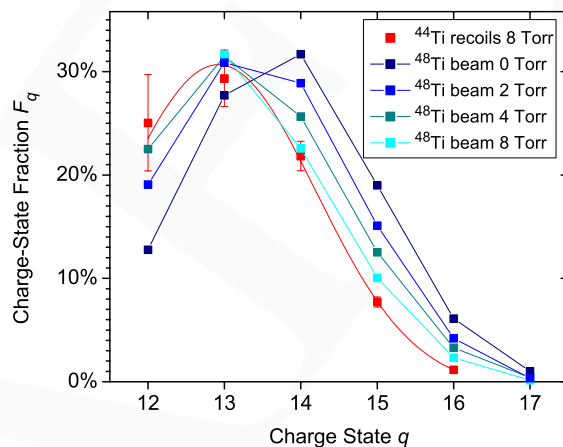 ⁴⁴Ti recoils 8 Torr
⁴⁸Ti beam 0 Torr
⁴⁸Ti beam 2 Torr
⁴⁸Ti beam 4 Torr
⁴⁸Ti beam 8 Torr
Charge-State Fraction F_q
30%
20%
10%
0%
12 13 14 15 16 17
Charge State q